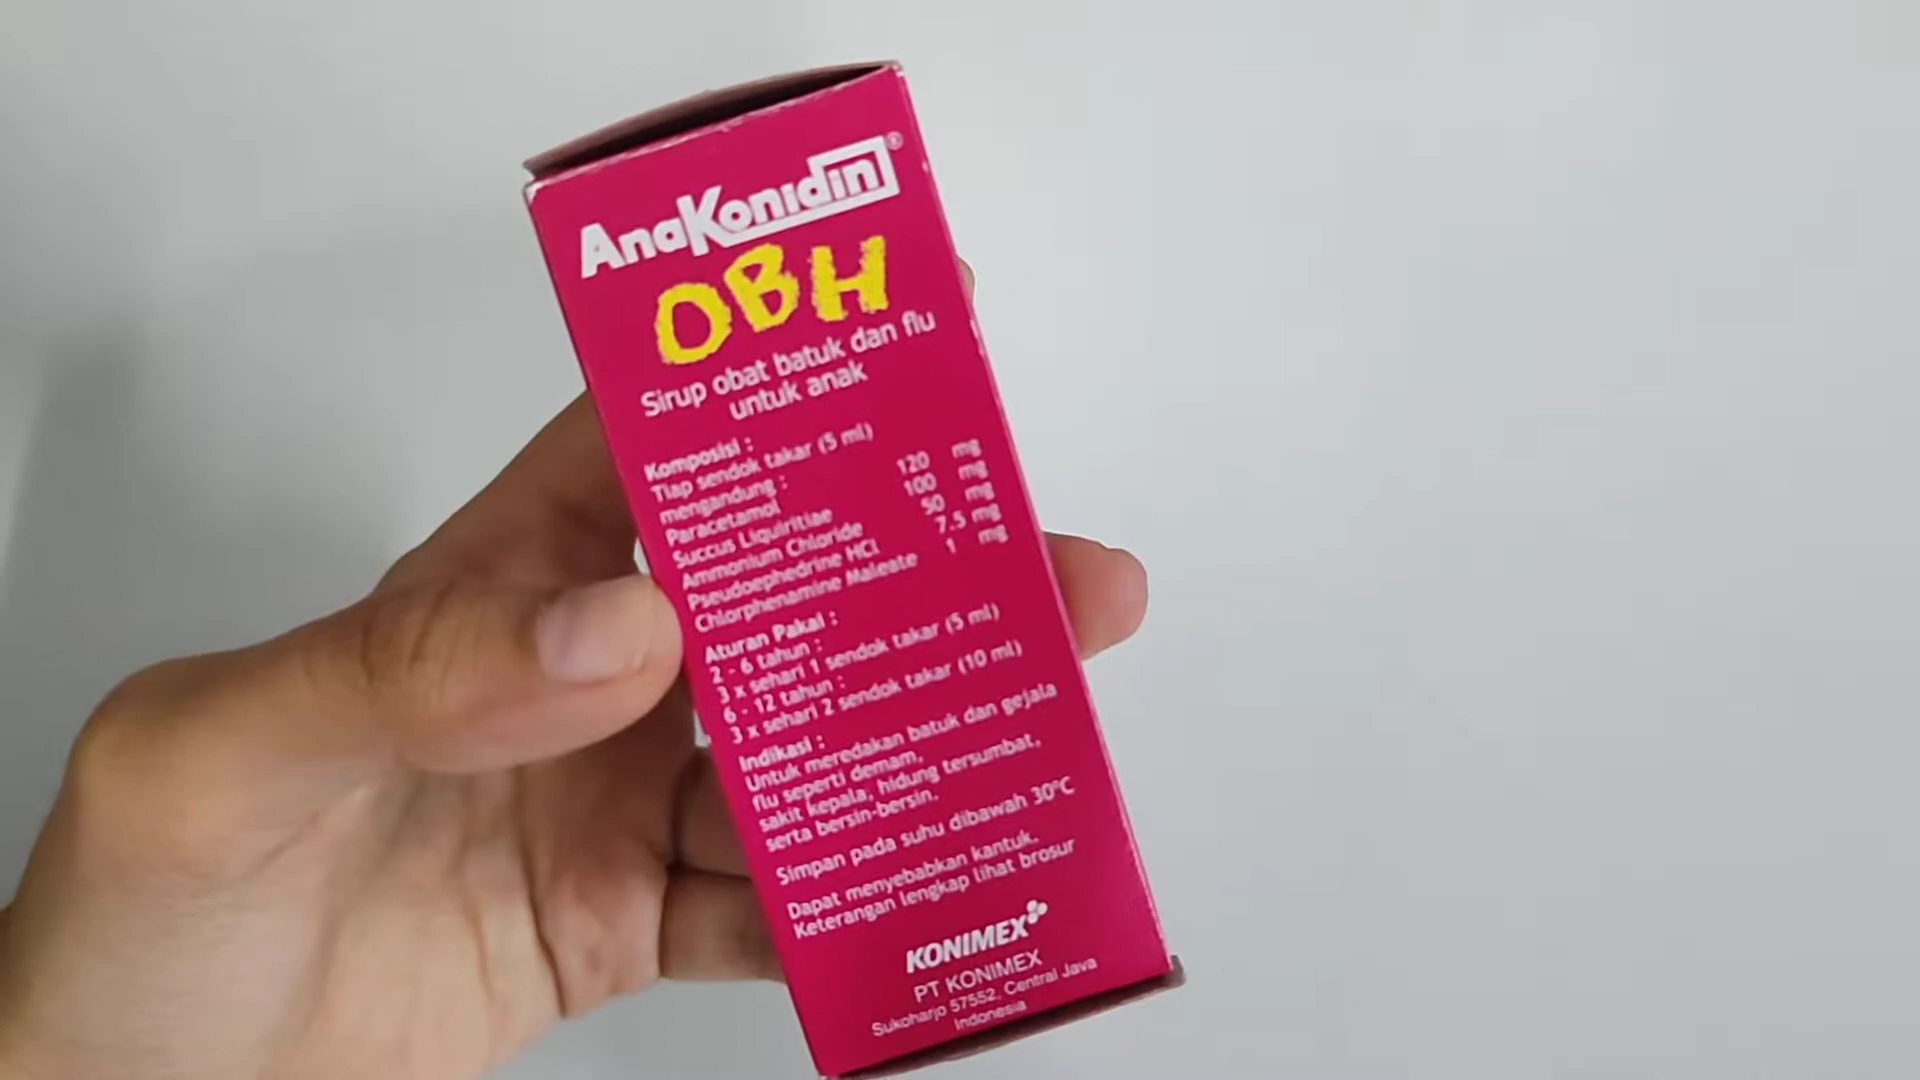 AnaKonidin®
OBH
Sirup obat batuk dan flu
untuk anak
Komposisi :
Tiap sendok takar (5 ml)
mengandung :
Paracetamol 120 mg
Succus Liquiritiae 100 mg
Ammonium Chloride 50 mg
Pseudoephedrine HCl 7.5 mg
Chlorphenamine Maleate 1 mg
Aturan Pakai :
2 - 6 tahun :
3 x sehari 1 sendok takar (5 ml)
6 - 12 tahun :
3 x sehari 2 sendok takar (10 ml)
Indikasi :
Untuk meredakan batuk dan gejala
flu seperti demam,
sakit kepala, hidung tersumbat,
serta bersin-bersin.
Simpan pada suhu dibawah 30°C
Dapat menyebabkan kantuk.
Keterangan lengkap lihat brosur
KONIMEX
PT KONIMEX
Sukoharjo 57552, Central Java
Indonesia